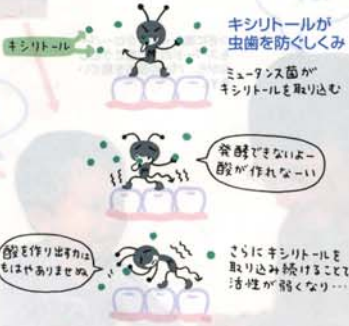 キシリトールが
虫歯を防ぐしくみ
キシリトール
ミュータンス菌が
キシリトールを取り込む
発酵できないよー
酸が作れなーい
酸を作り出す力は
もはやありませぬ
さらにキシリトールを
取り込み続けることで
活性が弱くなり…